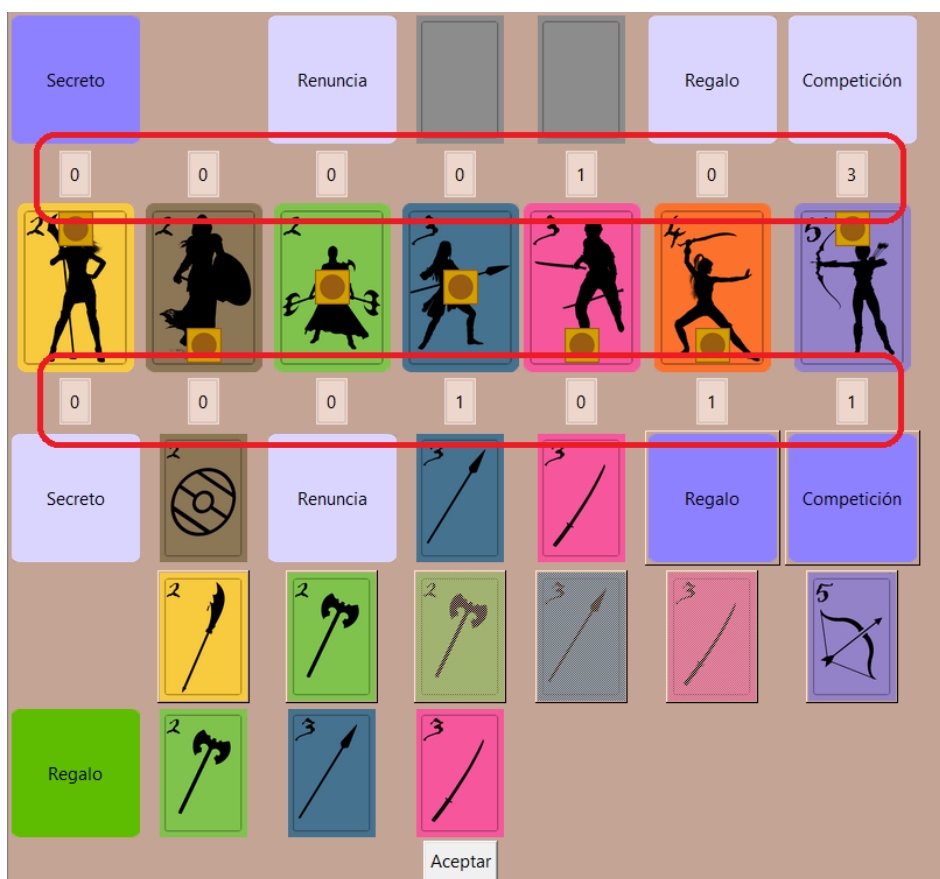 Secreto Renuncia Regalo Competición
0 0 0 0 1 0 3
2 2 2 3 3 4 5
0 0 0 1 0 1 1
Secreto 2 Renuncia 3 3 Regalo Competición
2 2 2 3 3 5
Regalo 2 3 3
Aceptar